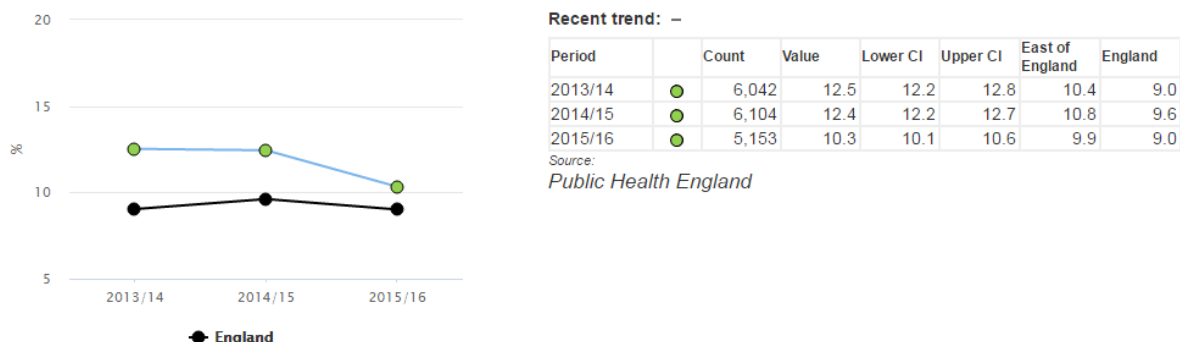 20
15
%
10
5
2013/14 2014/15 2015/16
England
Recent trend: –
Period Count Value Lower CI Upper CI East of England England
2013/14 6,042 12.5 12.2 12.8 10.4 9.0
2014/15 6,104 12.4 12.2 12.7 10.8 9.6
2015/16 5,153 10.3 10.1 10.6 9.9 9.0
Source:
Public Health England